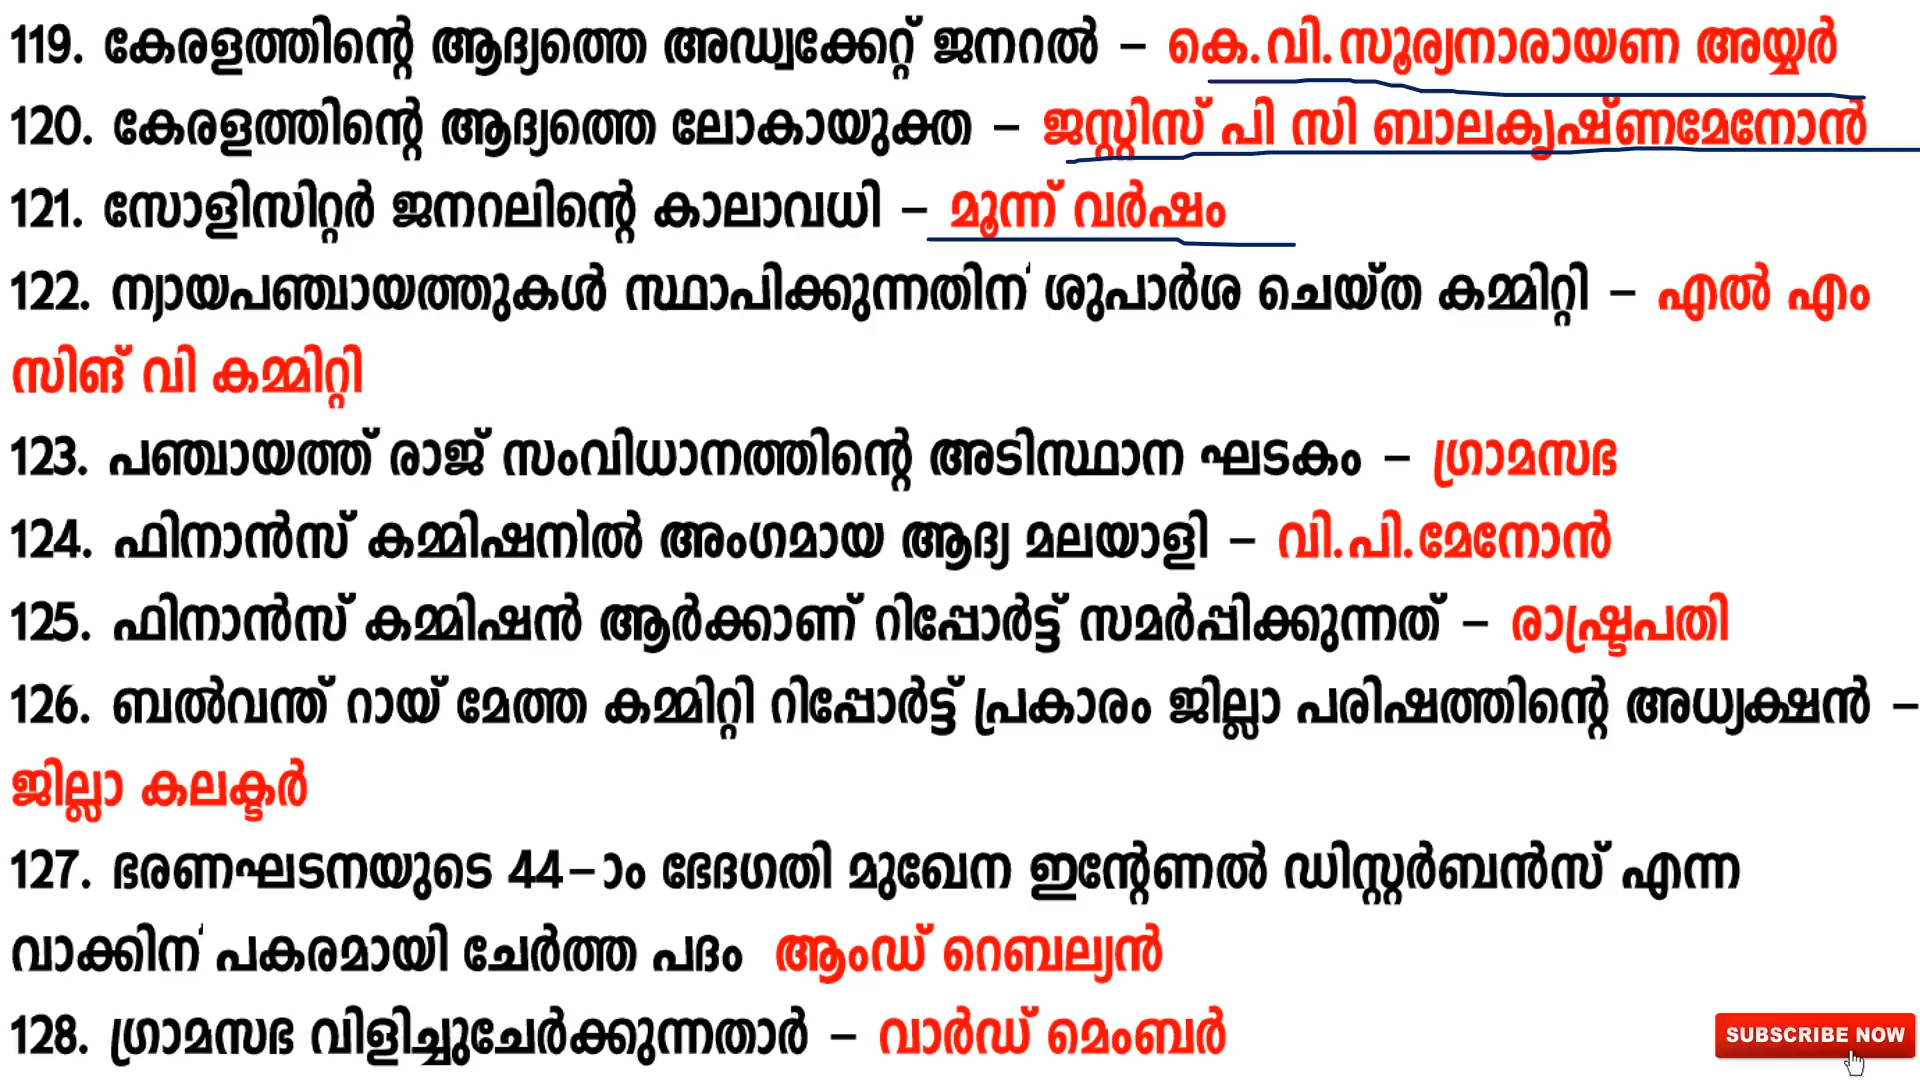 119. കേരളത്തിന്റെ ആദ്യത്തെ അഡ്വക്കേറ്റ് ജനറൽ – കെ.വി.സൂര്യനാരായണ അയ്യർ
120. കേരളത്തിന്റെ ആദ്യത്തെ ലോകായുക്ത – ജസ്റ്റിസ് പി സി ബാലകൃഷ്ണമേനോൻ
121. സോളിസിറ്റർ ജനറലിന്റെ കാലാവധി – മൂന്ന് വർഷം
122. ന്യായപഞ്ചായത്തുകൾ സ്ഥാപിക്കുന്നതിന് ശുപാർശ ചെയ്ത കമ്മിറ്റി – എൽ എം
സിങ് വി കമ്മിറ്റി
123. പഞ്ചായത്ത് രാജ് സംവിധാനത്തിന്റെ അടിസ്ഥാന ഘടകം – ഗ്രാമസഭ
124. ഫിനാൻസ് കമ്മിഷനിൽ അംഗമായ ആദ്യ മലയാളി – വി.പി.മേനോൻ
125. ഫിനാൻസ് കമ്മിഷൻ ആർക്കാണ് റിപ്പോർട്ട് സമർപ്പിക്കുന്നത് – രാഷ്ട്രപതി
126. ബൽവന്ത് റായ് മേത്ത കമ്മിറ്റി റിപ്പോർട്ട് പ്രകാരം ജില്ലാ പരിഷത്തിന്റെ അധ്യക്ഷൻ –
ജില്ലാ കലക്ടർ
127. ഭരണഘടനയുടെ 44-ാം ഭേദഗതി മുഖേന ഇന്റേണൽ ഡിസ്റ്റർബൻസ് എന്ന
വാക്കിന് പകരമായി ചേർത്ത പദം ആംഡ് റെബല്യൻ
128. ഗ്രാമസഭ വിളിച്ചുചേർക്കുന്നതാർ – വാർഡ് മെംബർ
SUBSCRIBE NOW